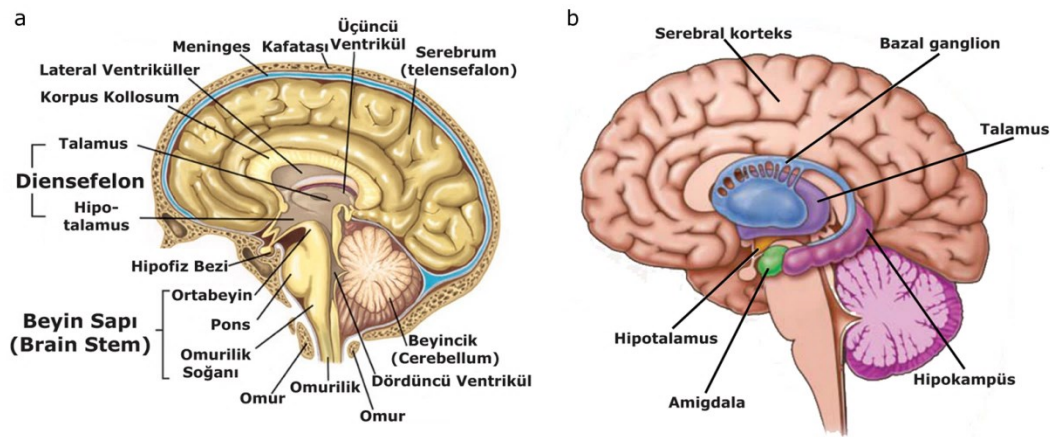 a
Üçüncü
Ventrikül
Meninges
Kafatası
Serebrum
(telensefalon)
Lateral Ventriküller
Korpus Kollosum
Talamus
Diensefelon
Hipo-
talamus
Hipofiz Bezi
Ortabeyin
Beyin Sapı
(Brain Stem)
Pons
Omurilik
Soğanı
Omur
Omurilik
Beyincik
(Cerebellum)
Dördüncü Ventrikül
Omur
b
Serebral korteks
Bazal ganglion
Talamus
Hipotalamus
Amigdala
Hipokampüs